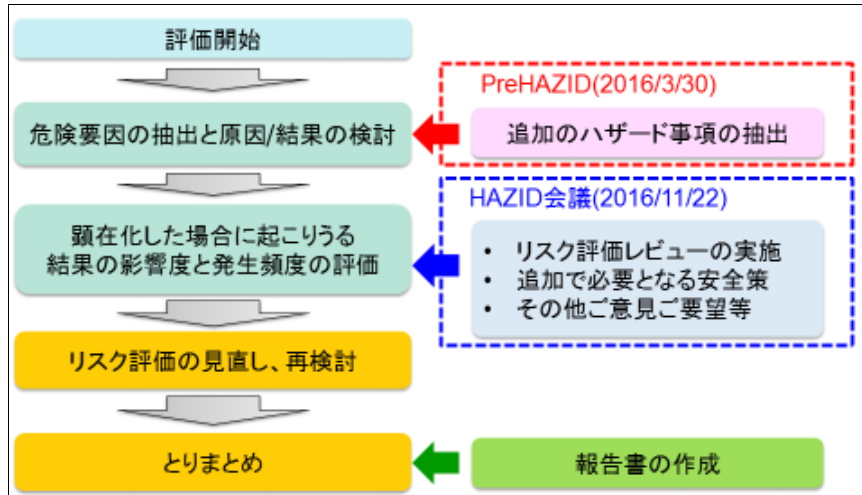 評価開始
PreHAZID(2016/3/30)
危険要因の抽出と原因/結果の検討
追加のハザード事項の抽出
HAZID会議(2016/11/22)
顕在化した場合に起こりうる
結果の影響度と発生頻度の評価
• リスク評価レビューの実施
• 追加で必要となる安全策
• その他ご意見ご要望等
リスク評価の見直し、再検討
とりまとめ
報告書の作成